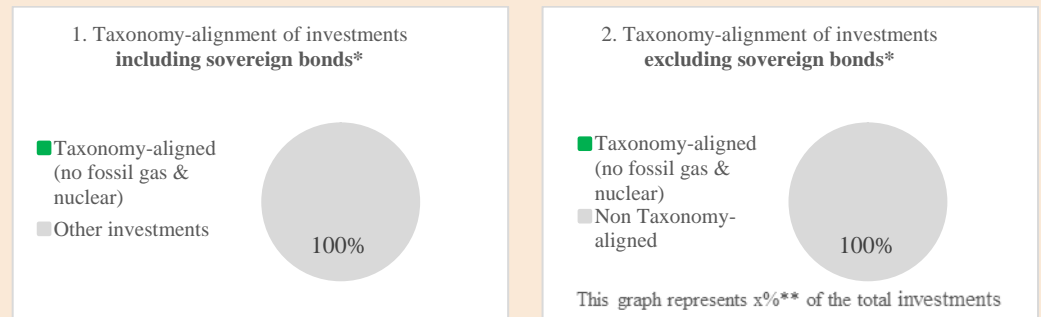 1. Taxonomy-alignment of investments
including sovereign bonds*
Taxonomy-aligned
(no fossil gas &
nuclear)
Other investments
100%
2. Taxonomy-alignment of investments
excluding sovereign bonds*
Taxonomy-aligned
(no fossil gas &
nuclear)
Non Taxonomy-
aligned
100%
This graph represents x%** of the total investments